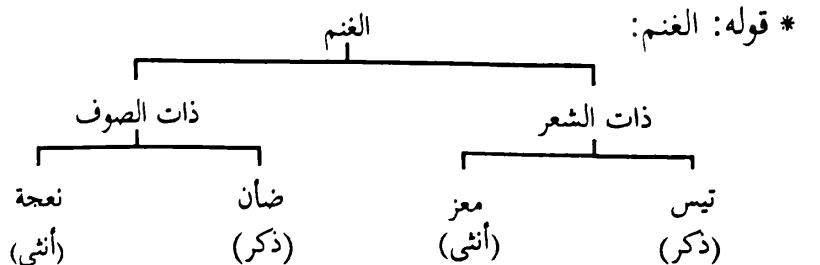 * قوله: الغنم:
الغنم
ذات الشعر ذات الصوف
تيس معز ضأن نعجة
(ذكر) (أنثى) (ذكر) (أنثى)